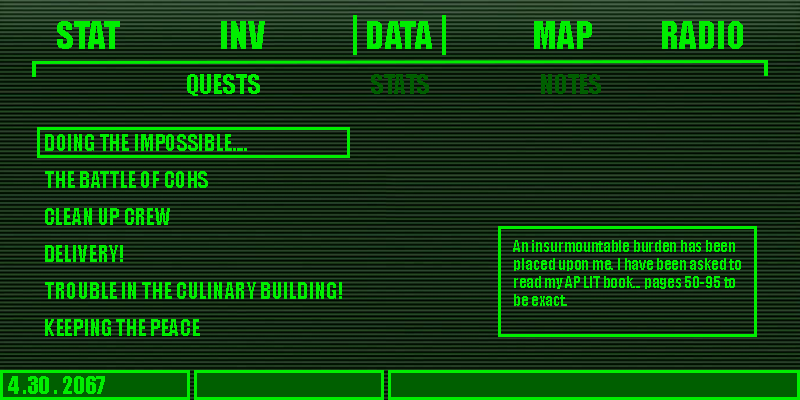 STAT INV DATA MAP RADIO
QUESTS STATS NOTES
DOING THE IMPOSSIBLE...
THE BATTLE OF COHS
CLEAN UP CREW
DELIVERY!
TROUBLE IN THE CULINARY BUILDING!
KEEPING THE PEACE
An insurmountable burden has been
placed upon me. I have been asked to
read my AP LIT book... pages 50-95 to
be exact.
4.30.2067